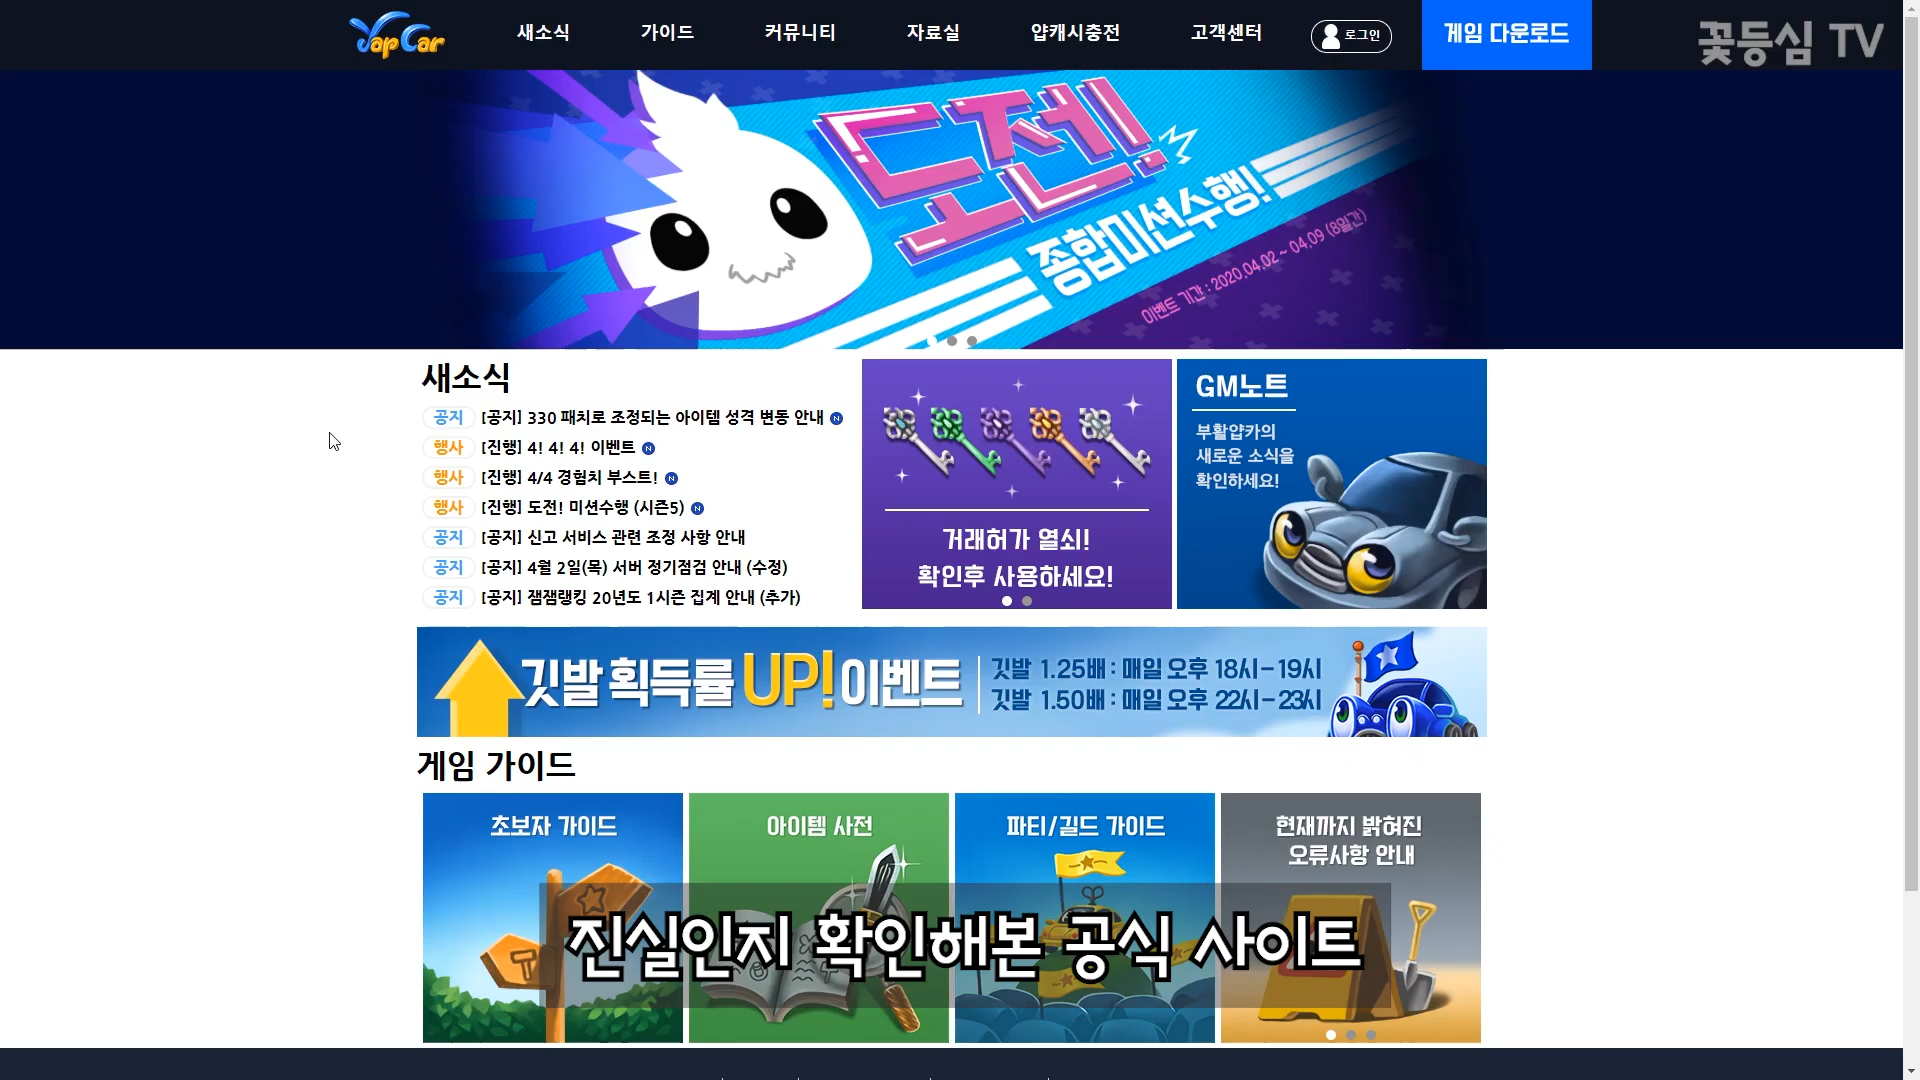 Yap Car
새소식
가이드
커뮤니티
자료실
얍캐시충전
고객센터
로그인
게임 다운로드
꽃등심 TV
도전!
종합미션수행!
이벤트 기간 : 2020.04.02 ~ 04.09 (8일간)
새소식
공지 [공지] 330 패치로 조정되는 아이템 성격 변동 안내 N
행사 [진행] 4! 4! 4! 이벤트 N
행사 [진행] 4/4 경험치 부스트! N
행사 [진행] 도전! 미션수행 (시즌5) N
공지 [공지] 신고 서비스 관련 조정 사항 안내
공지 [공지] 4월 2일(목) 서버 정기점검 안내 (수정)
공지 [공지] 잼잼랭킹 20년도 1시즌 집계 안내 (추가)
거래허가 열쇠!
확인후 사용하세요!
GM노트
부활얍카의
새로운 소식을
확인하세요!
깃발 획득률 UP! 이벤트
깃발 1.25배 : 매일 오후 18시-19시
깃발 1.50배 : 매일 오후 22시-23시
게임 가이드
초보자 가이드
아이템 사전
파티/길드 가이드
현재까지 밝혀진
오류사항 안내
진실인지 확인해본 공식 사이트